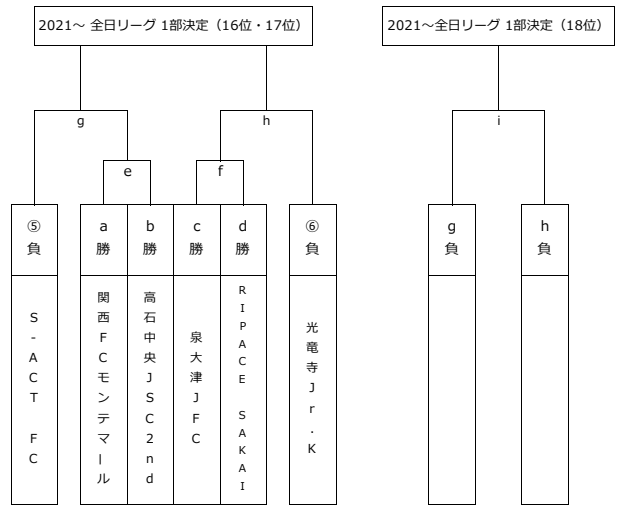 2021～ 全日リーグ 1部決定（16位・17位）
2021～全日リーグ 1部決定（18位）
g
h
i
e
f
⑤
負
a
勝
b
勝
c
勝
d
勝
⑥
負
g
負
h
負
S-ACT FC
関西FCモンテマール
高石中央JSC2nd
泉大津JFC
RIPACE SAKAI
光竜寺Jr.K